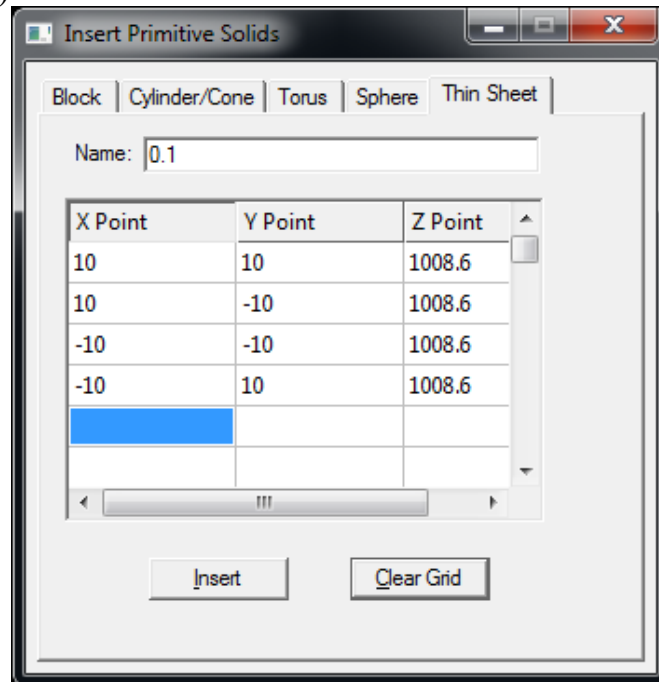 Insert Primitive Solids
Block Cylinder/Cone Torus Sphere Thin Sheet
Name: 0.1
X Point Y Point Z Point
10 10 1008.6
10 -10 1008.6
-10 -10 1008.6
-10 10 1008.6
Insert Clear Grid